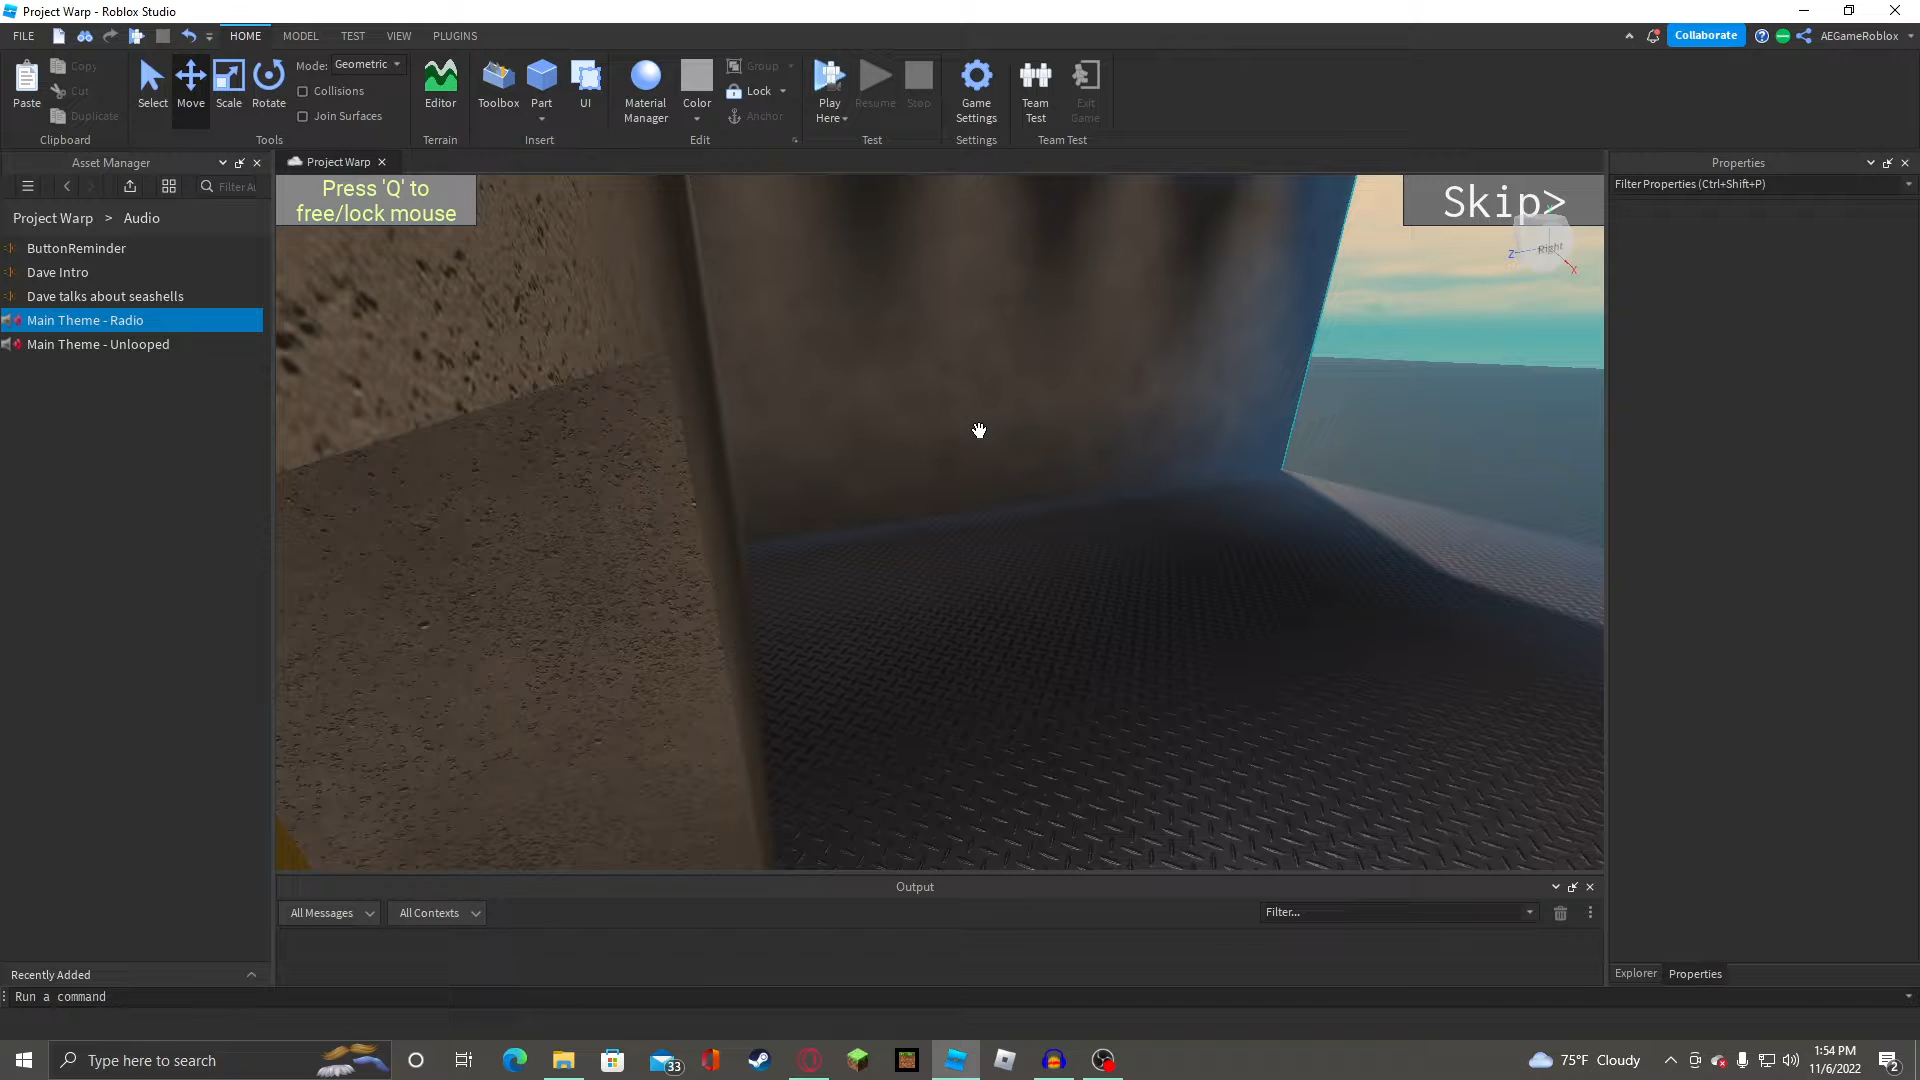 Project Warp - Roblox Studio
FILE HOME MODEL TEST VIEW PLUGINS Collaborate AEGameRoblox
Paste Copy Cut Duplicate Select Move Scale Rotate Mode: Geometric Collisions Join Surfaces Editor Toolbox Part UI Material Manager Color Group Lock Anchor Play Here Resume Stop Game Settings Team Test Exit Game
Clipboard Tools Terrain Insert Edit Test Settings Team Test
Asset Manager Project Warp Properties
Filter Properties (Ctrl+Shift+P)
Project Warp > Audio
ButtonReminder
Dave Intro
Dave talks about seashells
Main Theme - Radio
Main Theme - Unlooped
Press 'Q' to
free/lock mouse
Skip>
Right
Z X
Output
All Messages All Contexts Filter...
Recently Added Explorer Properties
Run a command
Type here to search 33 75°F Cloudy 1:54 PM
11/6/2022 2